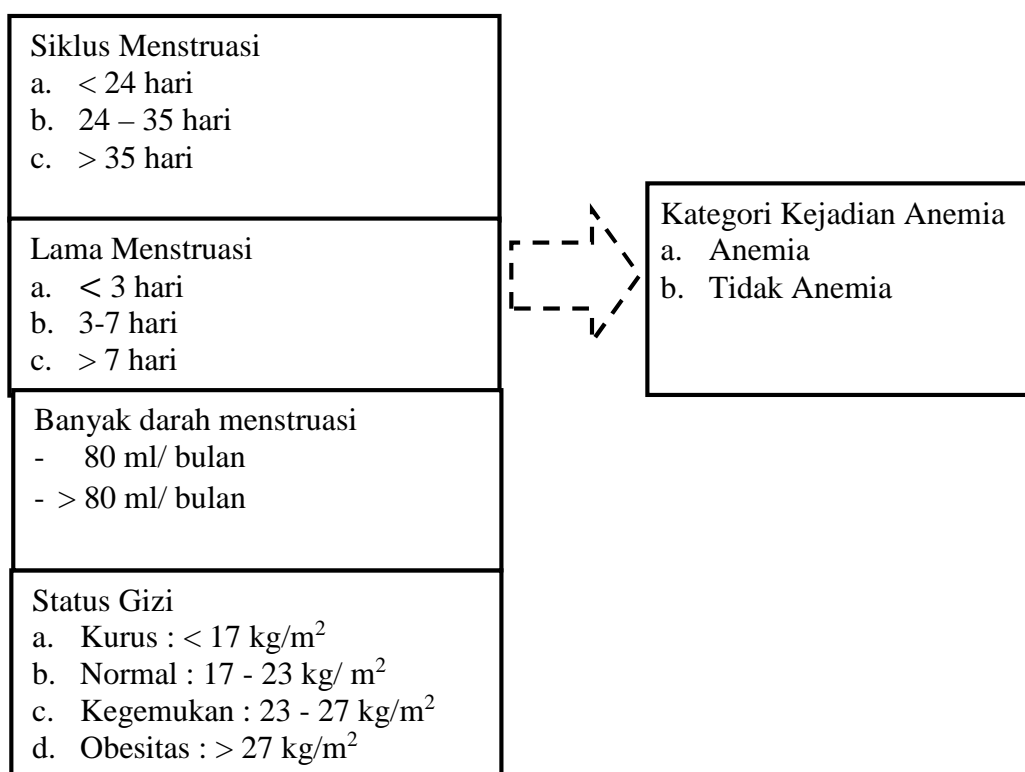 Siklus Menstruasi
a. < 24 hari
b. 24 – 35 hari
c. > 35 hari
Lama Menstruasi
a. < 3 hari
b. 3-7 hari
c. > 7 hari
Banyak darah menstruasi
- 80 ml/ bulan
- > 80 ml/ bulan
Status Gizi
a. Kurus : < 17 kg/m²
b. Normal : 17 - 23 kg/ m²
c. Kegemukan : 23 - 27 kg/m²
d. Obesitas : > 27 kg/m²
Kategori Kejadian Anemia
a. Anemia
b. Tidak Anemia